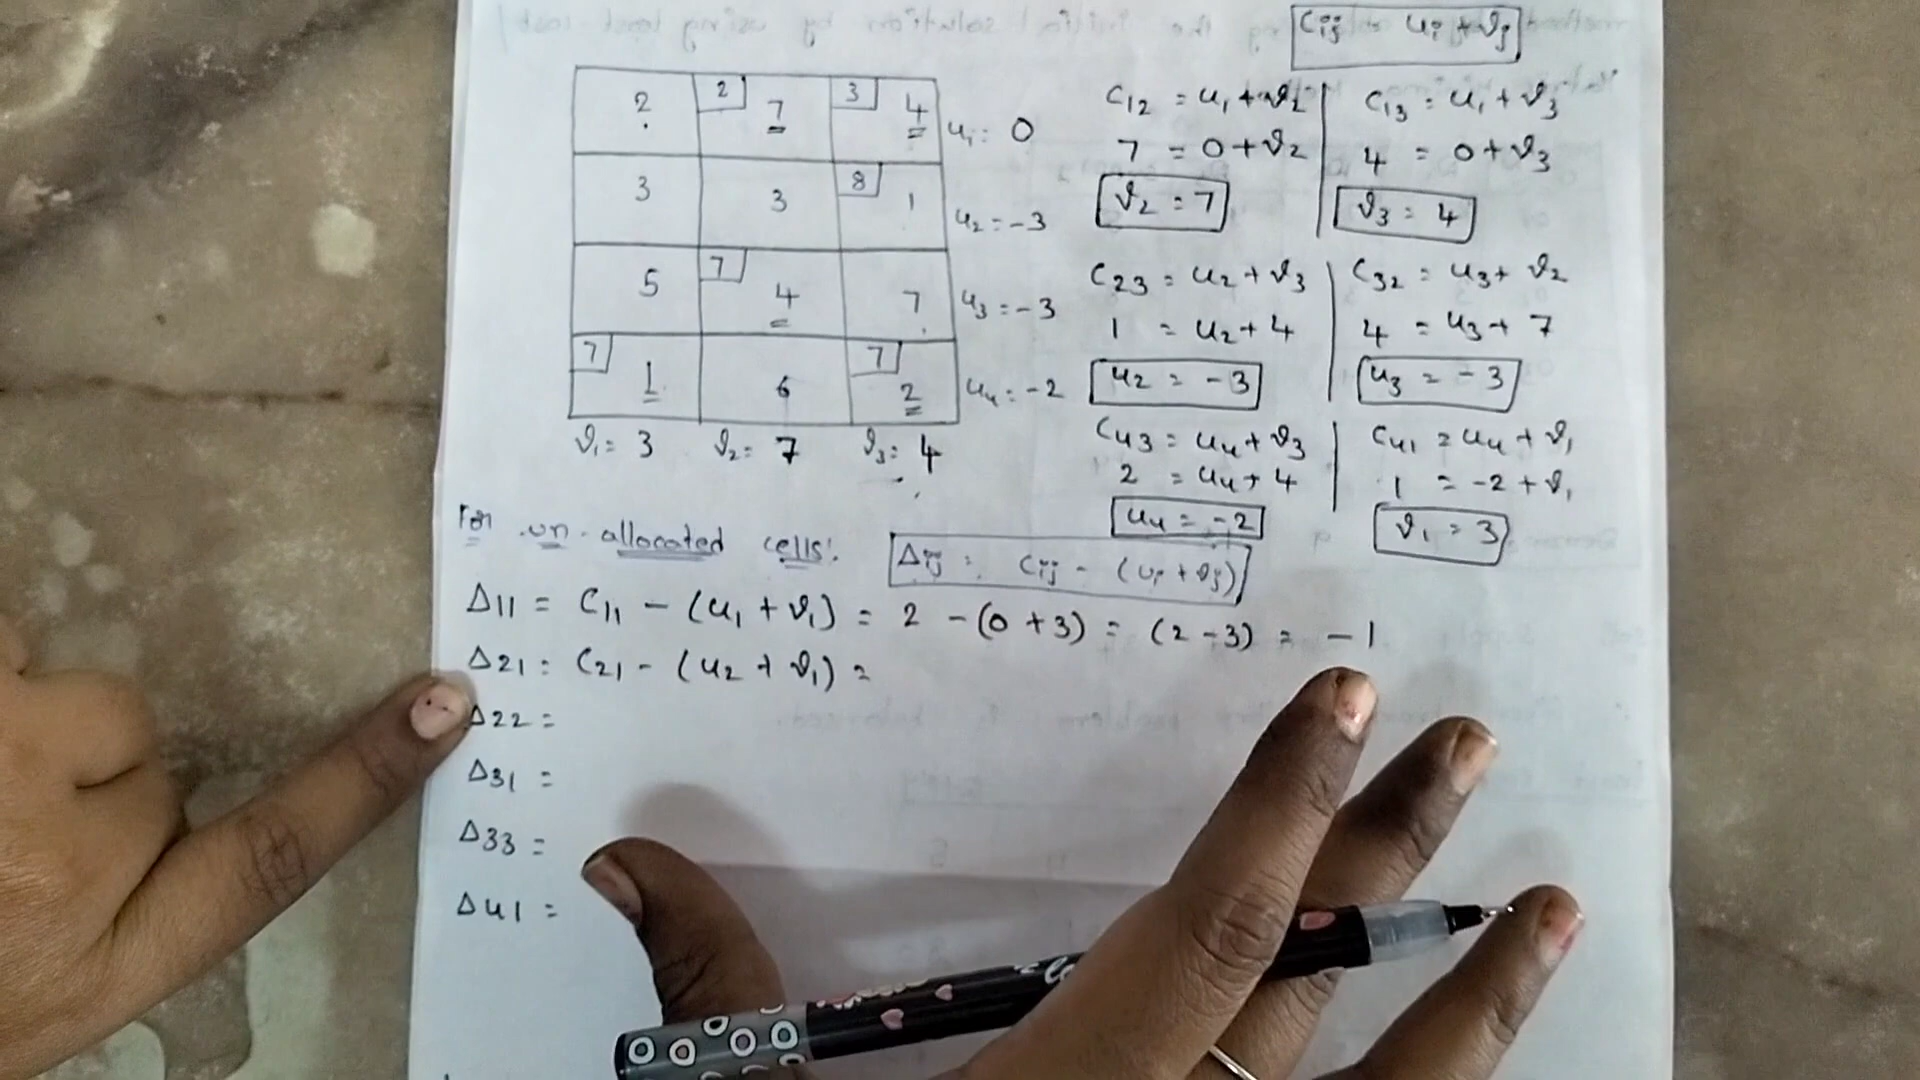 Cij = ui + vj
2 2 7 3 4 u1 = 0
3 3 8 1 u2 = -3
5 7 4 7 u3 = -3
7 1 6 7 2 u4 = -2
v1 = 3 v2 = 7 v3 = 4
C12 = u1 + v2
7 = 0 + v2
v2 = 7
C13 = u1 + v3
4 = 0 + v3
v3 = 4
C23 = u2 + v3
1 = u2 + 4
u2 = -3
C32 = u3 + v2
4 = u3 + 7
u3 = -3
C43 = u4 + v3
2 = u4 + 4
u4 = -2
C41 = u4 + v1
1 = -2 + v1
v1 = 3
For un-allocated cells: Δij = Cij - (ui + vj)
Δ11 = C11 - (u1 + v1) = 2 - (0 + 3) = (2 - 3) = -1
Δ21 = C21 - (u2 + v1) =
Δ22 =
Δ31 =
Δ33 =
Δ41 =